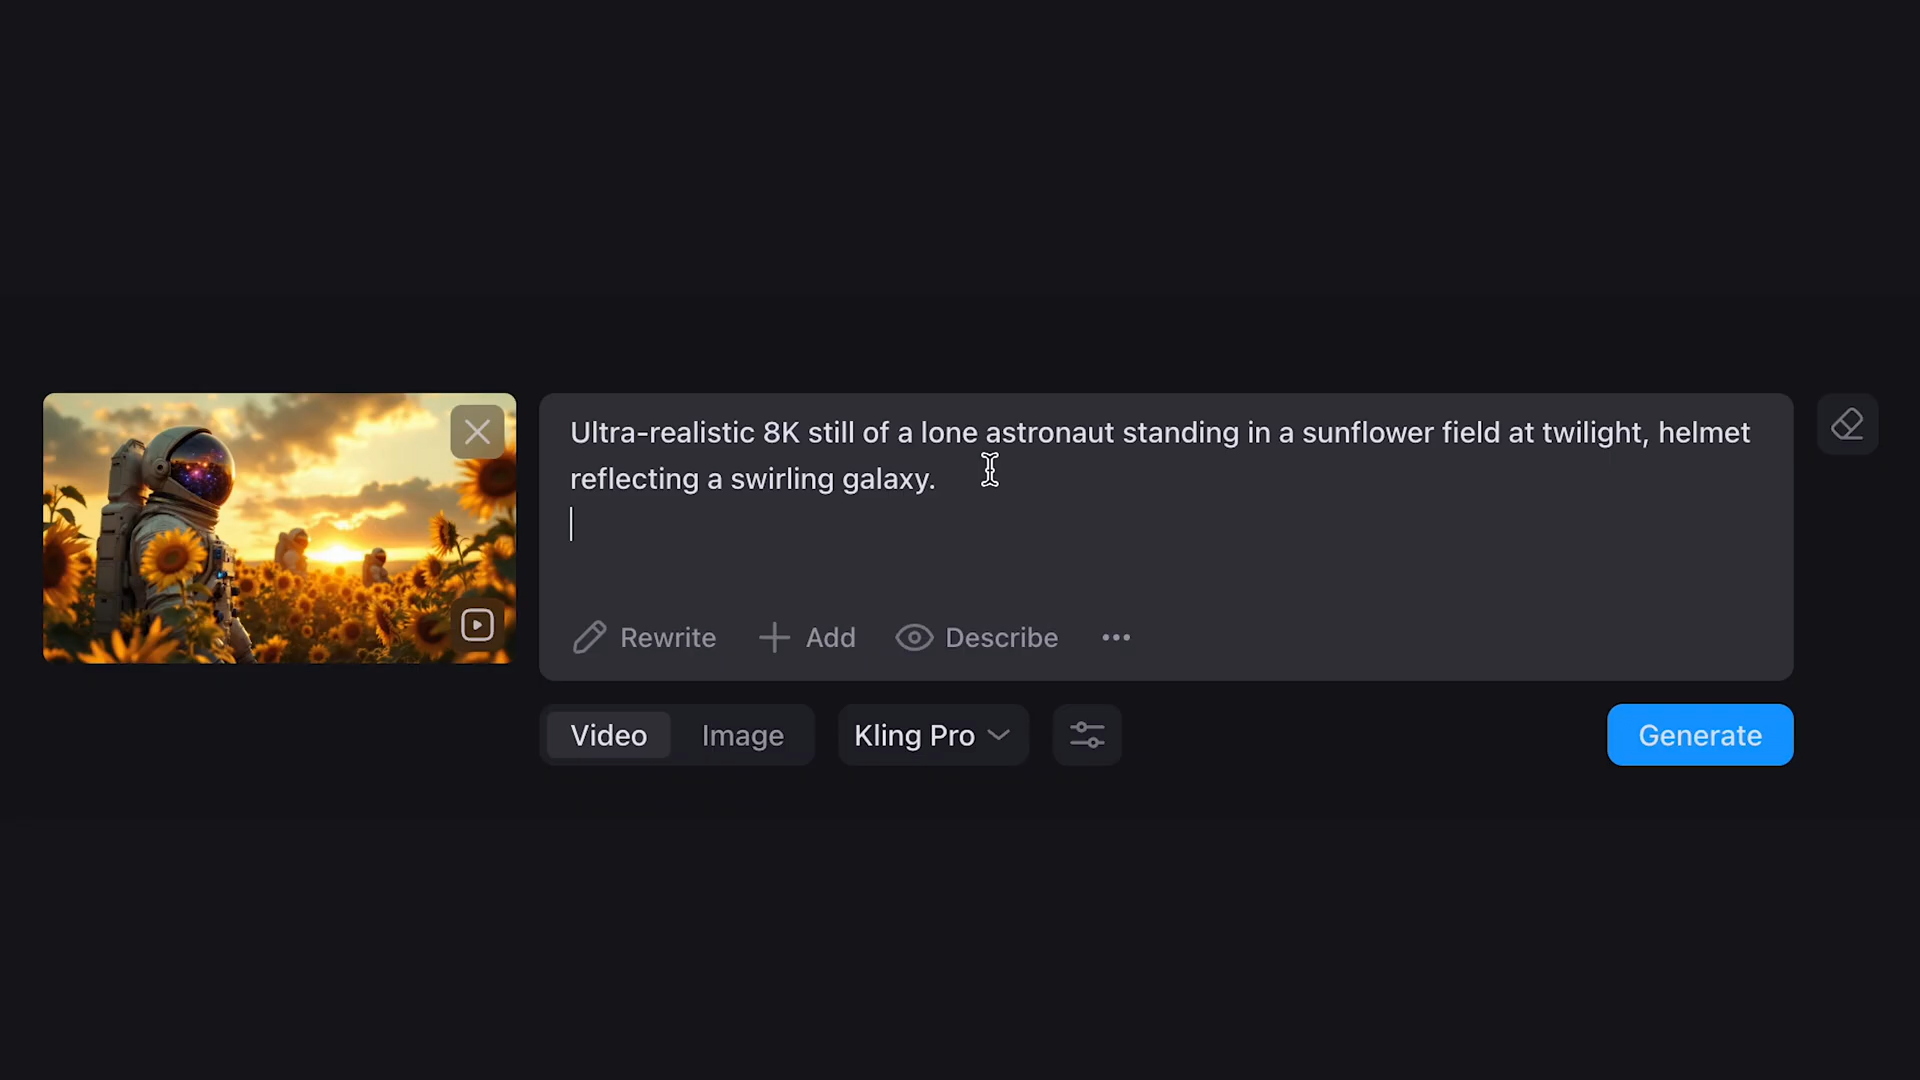 Ultra-realistic 8K still of a lone astronaut standing in a sunflower field at twilight, helmet
reflecting a swirling galaxy.
Rewrite Add Describe
Video Image Kling Pro Generate